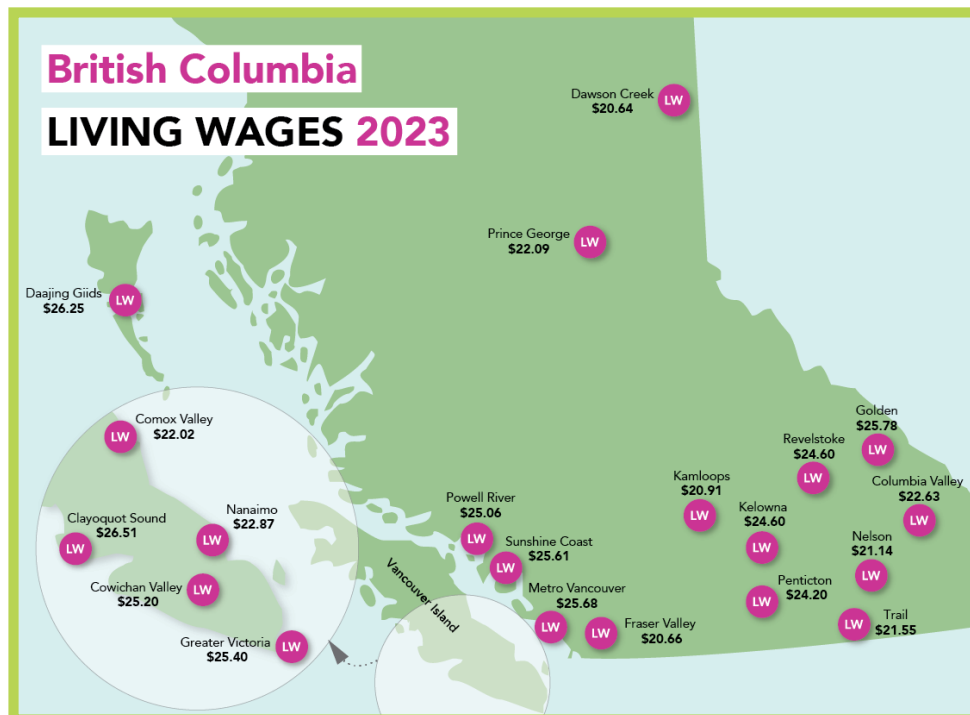 British Columbia
LIVING WAGES 2023
Dawson Creek
$20.64
LW
Prince George
$22.09
LW
Daajing Giids
$26.25
LW
Comox Valley
$22.02
LW
Clayoquot Sound
$26.51
LW
Nanaimo
$22.87
LW
Cowichan Valley
$25.20
LW
Greater Victoria
$25.40
LW
Vancouver Island
Powell River
$25.06
LW
Sunshine Coast
$25.61
LW
Metro Vancouver
$25.68
LW
Fraser Valley
$20.66
LW
Kamloops
$20.91
LW
Kelowna
$24.60
LW
Penticton
$24.20
LW
Revelstoke
$24.60
LW
Golden
$25.78
LW
Columbia Valley
$22.63
LW
Nelson
$21.14
LW
Trail
$21.55
LW